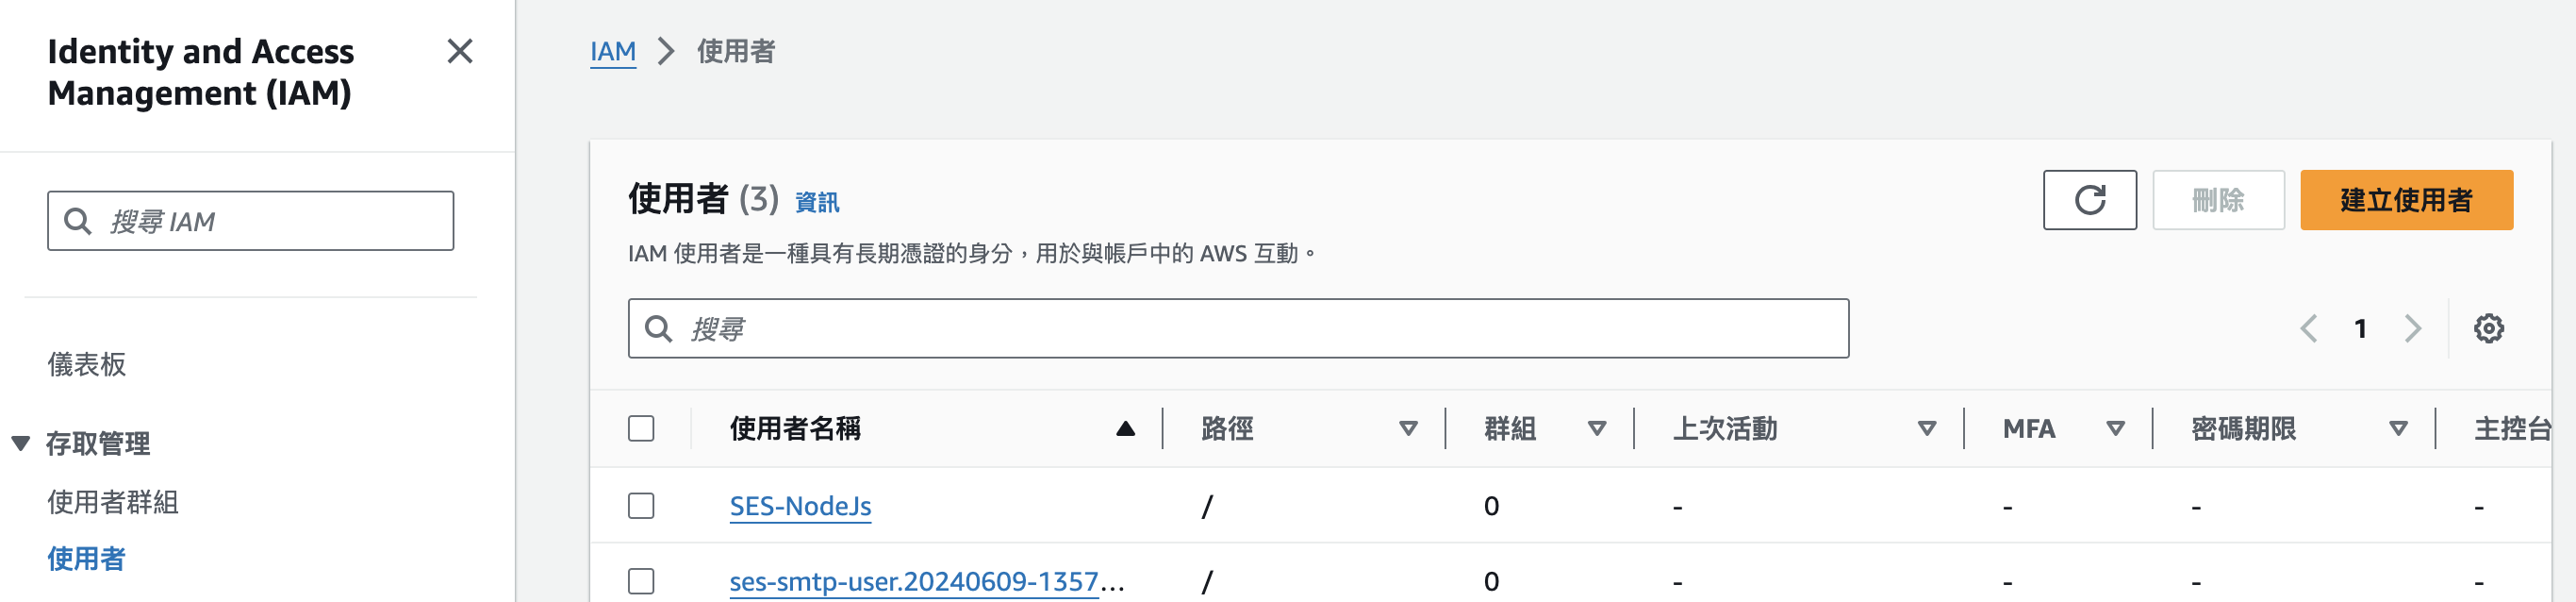 Identity and Access
Management (IAM)
搜尋 IAM
儀表板
存取管理
使用者群組
使用者
IAM 使用者
使用者 (3) 資訊
刪除 建立使用者
IAM 使用者是一種具有長期憑證的身分，用於與帳戶中的 AWS 互動。
搜尋
1
使用者名稱 路徑 群組 上次活動 MFA 密碼期限 主控台
SES-NodeJs / 0 - - - -
ses-smtp-user.20240609-1357... / 0 - - - -